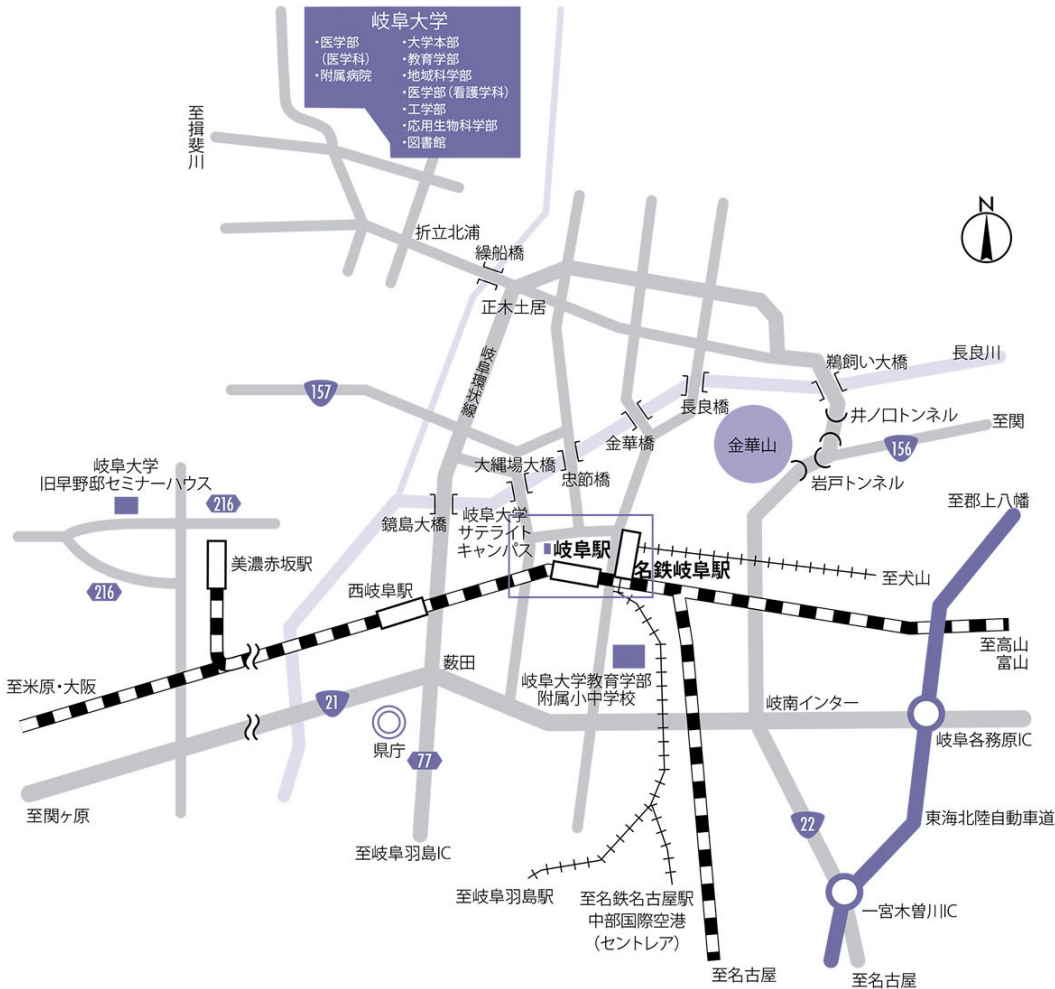 岐阜大学
・医学部
(医学科)
・附属病院
・大学本部
・教育学部
・地域科学部
・医学部(看護学科)
・工学部
・応用生物科学部
・図書館
至揖斐川
N
折立北浦
繰船橋
正木土居
岐阜環状線
鵜飼い大橋
長良川
157
長良橋
井ノ口トンネル
金華橋
金華山
至関
156
大縄場大橋
忠節橋
岩戸トンネル
岐阜大学
旧早野邸セミナーハウス
216
鏡島大橋
岐阜大学
サテライト
キャンパス
至郡上八幡
岐阜駅
美濃赤坂駅
名鉄岐阜駅
至犬山
216
西岐阜駅
至高山
富山
薮田
岐阜大学教育学部
附属小中学校
至米原・大阪
21
岐南インター
県庁
岐阜各務原IC
77
至関ヶ原
22
東海北陸自動車道
至岐阜羽島IC
至岐阜羽島駅
至名鉄名古屋駅
中部国際空港
(セントレア)
一宮木曽川IC
至名古屋
至名古屋